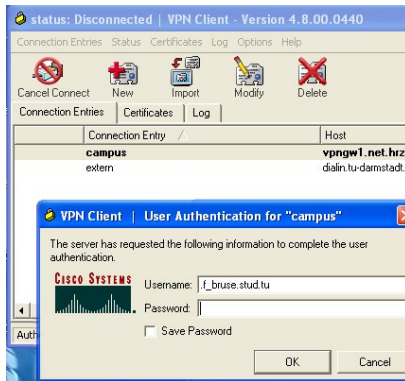 status: Disconnected | VPN Client - Version 4.8.00.0440
Connection Entries Status Certificates Log Options Help
Cancel Connect New Import Modify Delete
Connection Entries Certificates Log
Connection Entry Host
campus vpngw1.net.hrz
extern dialin.tu-darmstadt.
VPN Client | User Authentication for "campus"
The server has requested the following information to complete the user
authentication.
CISCO SYSTEMS
Username: .f_bruse.stud.tu
Password:
Save Password
Auth
OK Cancel